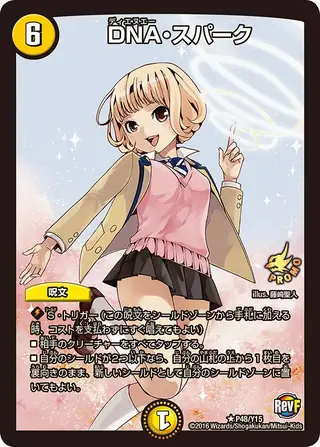 6
ディエヌエー
DNA・スパーク
PROMO
illus. 藤崎聖人
呪文
S・トリガー(この呪文をシールドゾーンから手札に加える
時、コストを支払わずにすぐ唱えてもよい)
■相手のクリーチャーをすべてタップする。
■自分のシールドが2つ以下なら、自分の山札の上から1枚目を
裏向きのまま、新しいシールドとして自分のシールドゾーンに置
いてもよい。
1
RevF
★P48/Y15
©2016 Wizards/Shogakukan/Mitsui-Kids